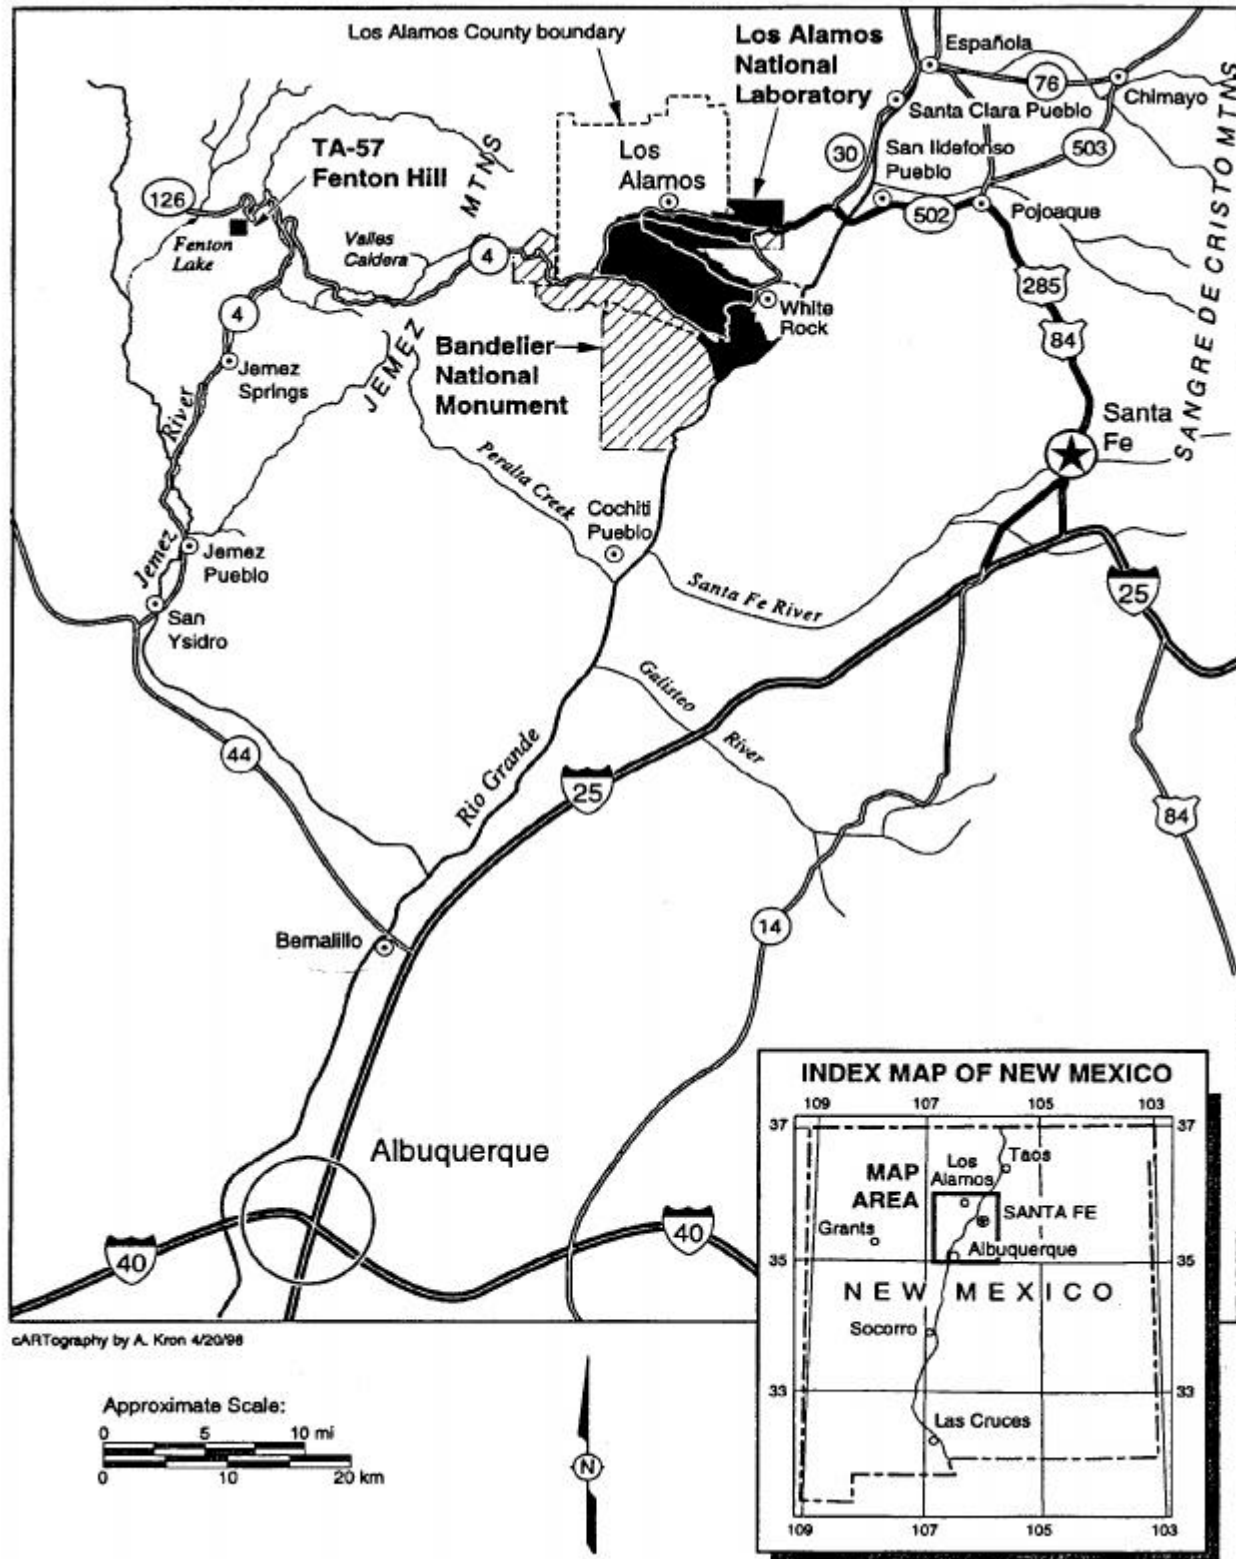 Los Alamos County boundary
Los Alamos
National
Laboratory
Española
76
Chimayo
Santa Clara Pueblo
San Ildefonso
Pueblo
30
503
502
Pojoaque
SANGRE DE CRISTO MTNS
TA-57
Fenton Hill
126
Fenton
Lake
MTNS
Valles
Caldera
4
Los
Alamos
White
Rock
285
84
4
Jemez
Springs
River
JEMEZ
Bandelier
National
Monument
Santa
Fe
Peralta Creek
Cochiti
Pueblo
Jemez
Jemez
Pueblo
San
Ysidro
Santa Fe River
25
Galisteo
River
44
Rio Grande
25
84
14
Bernalillo
Albuquerque
40
40
INDEX MAP OF NEW MEXICO
109
107
105
103
37
37
Taos
Los
Alamos
MAP
AREA
SANTA FE
Grants
Albuquerque
35
35
NEW MEXICO
Socorro
33
33
Las Cruces
109
107
105
103
cARTography by A. Kron 4/20/98
Approximate Scale:
0 5 10 mi
0 10 20 km
N